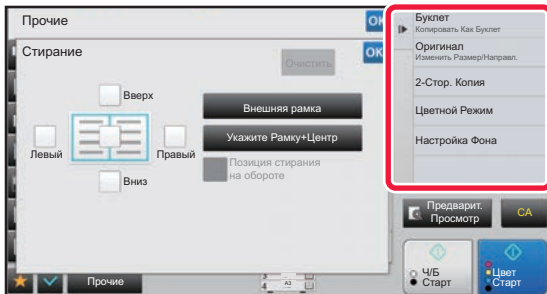 Прочие
OK
Стирание
OK
Очистить
Вверх
Левый
Правый
Вниз
Внешняя рамка
Укажите Рамку+Центр
Позиция стирания
на обороте
Прочие
A3
4
Буклет
Копировать Как Буклет
Оригинал
Изменить Размер/Направл.
2-Стор. Копия
Цветной Режим
Настройка Фона
Предварит.
Просмотр
CA
Ч/Б
Старт
Цвет
Старт